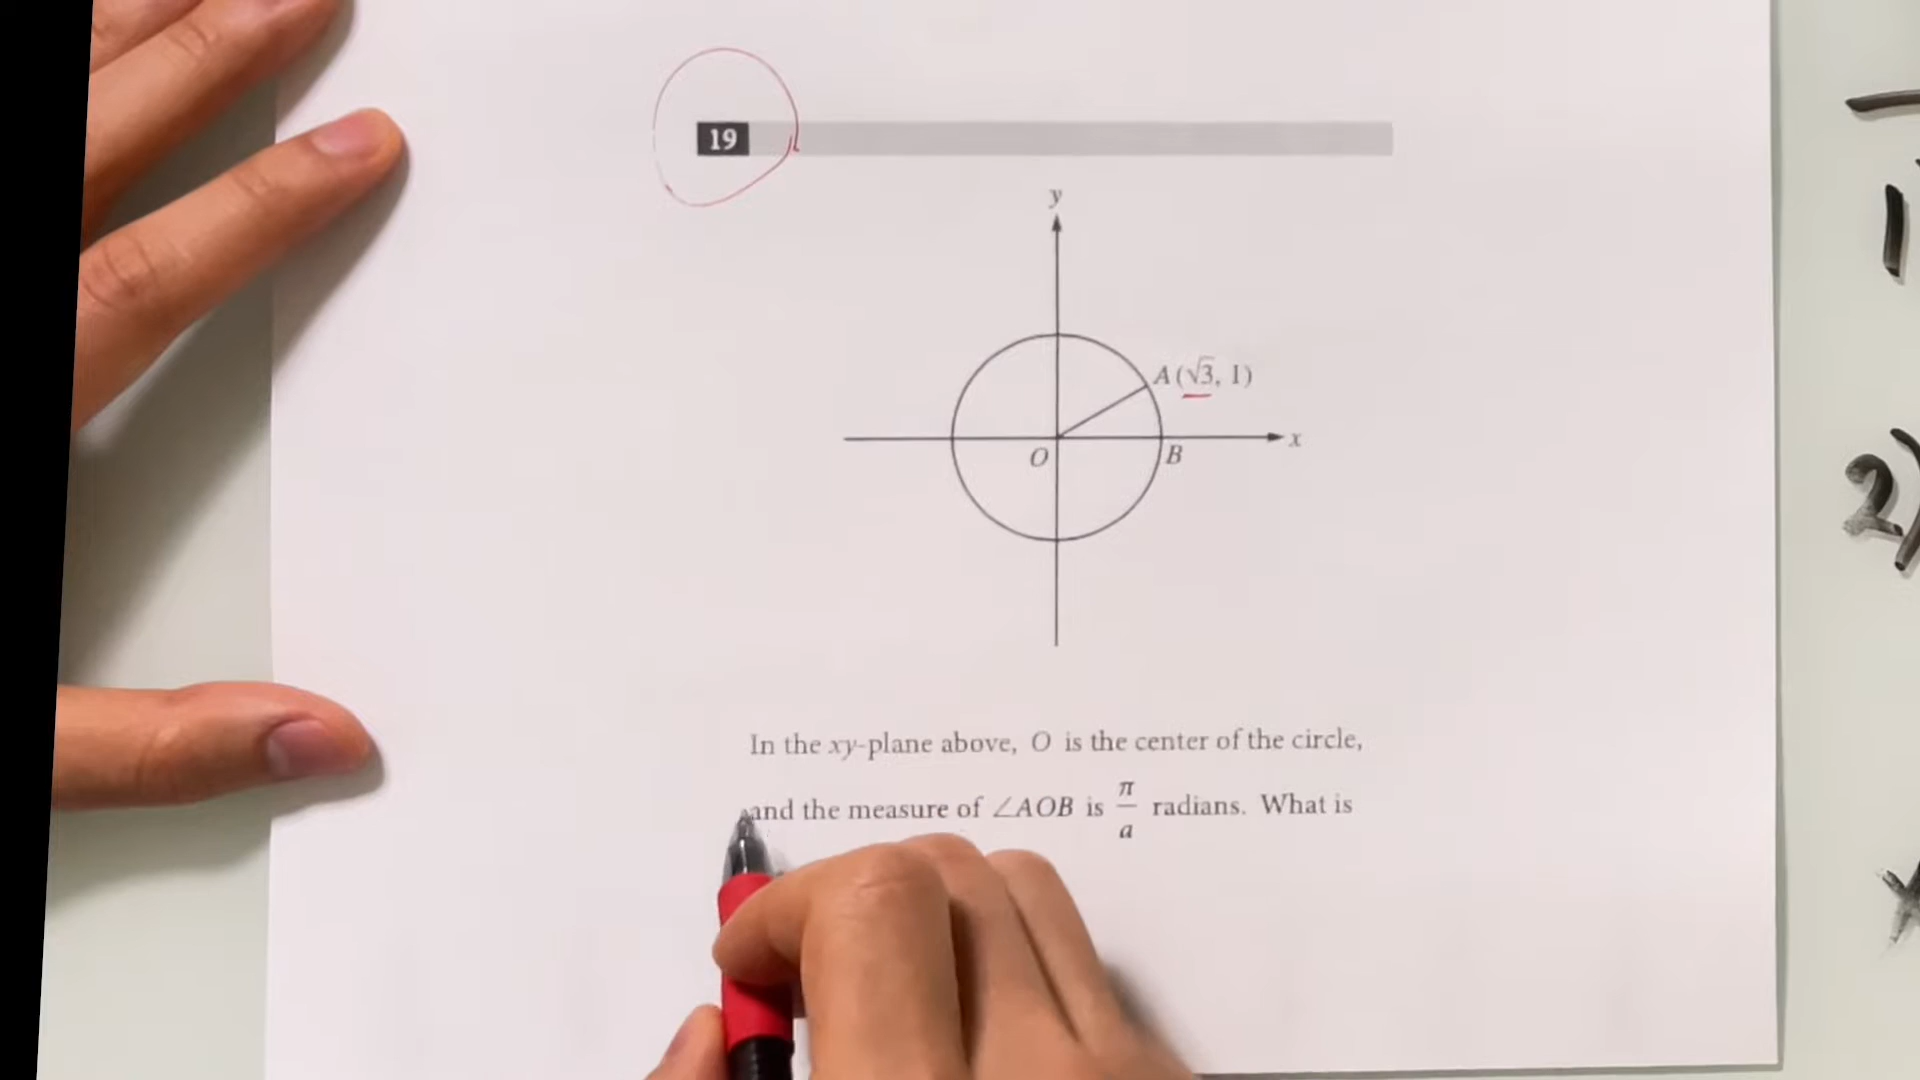 19
y
A (√3, 1)
x
O
B
In the xy-plane above, O is the center of the circle,
and the measure of ∠AOB is π/a radians. What is
2)